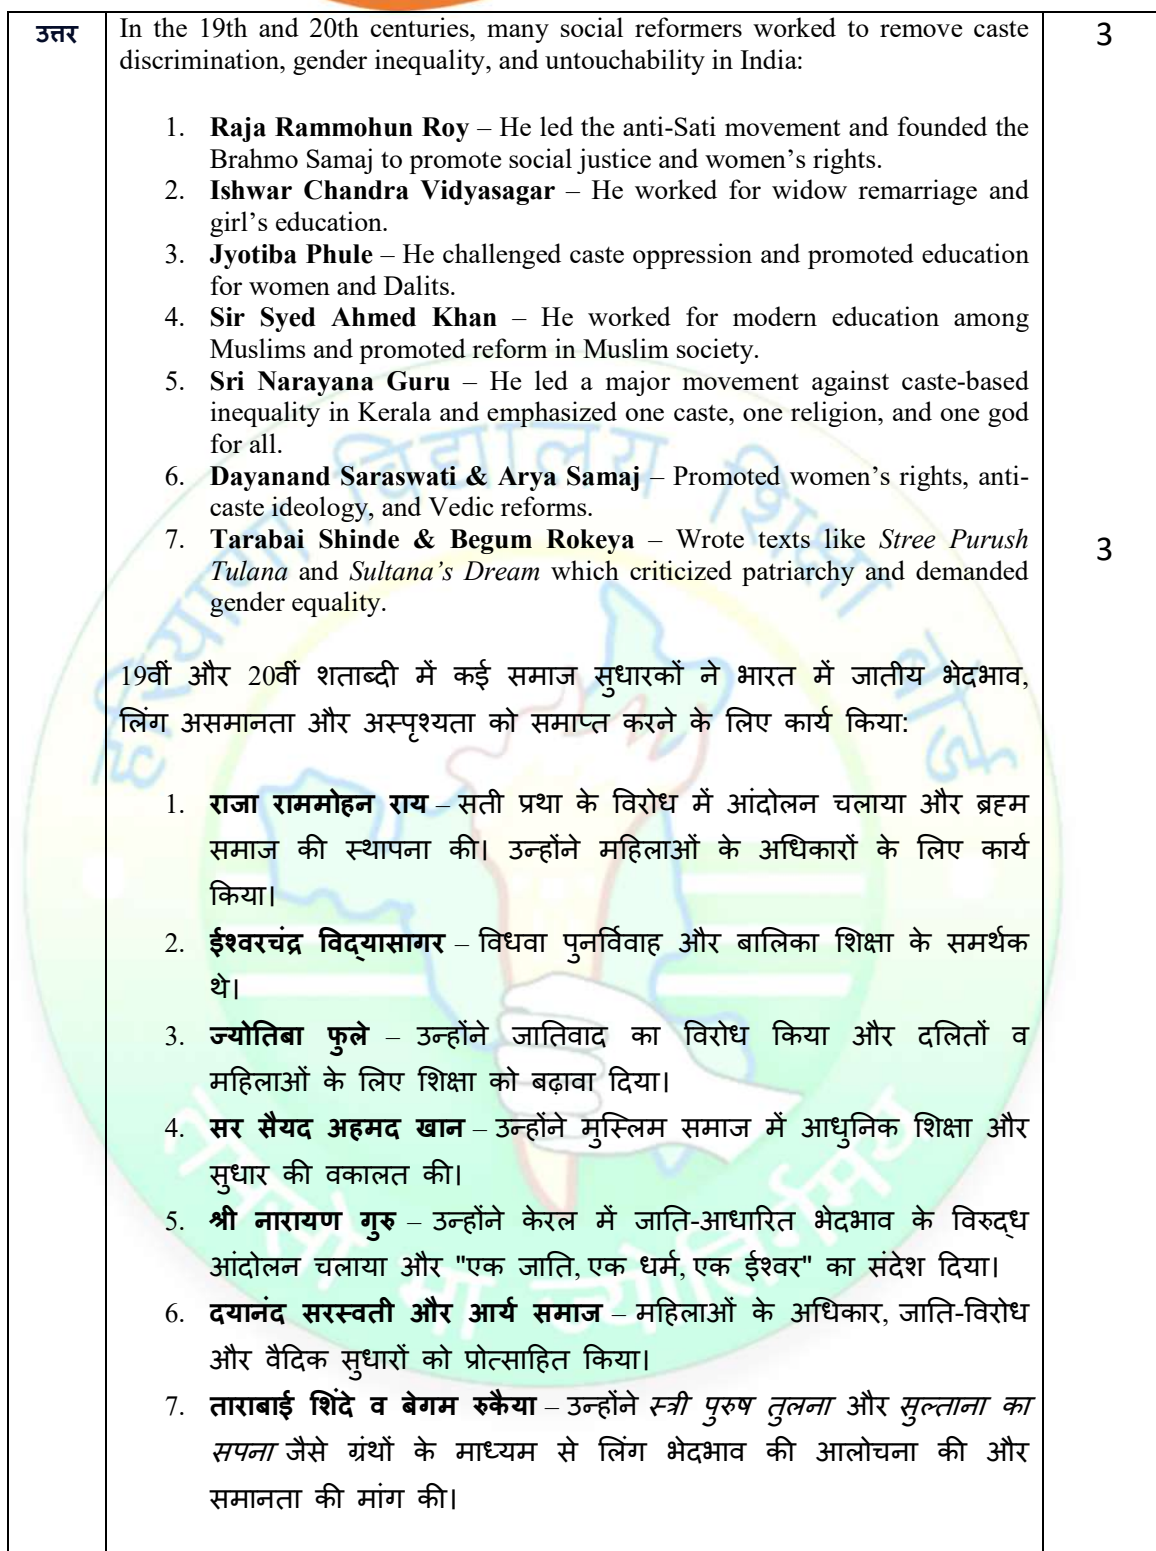 उत्तर
In the 19th and 20th centuries, many social reformers worked to remove caste
discrimination, gender inequality, and untouchability in India:
3
1. Raja Rammohun Roy – He led the anti-Sati movement and founded the
Brahmo Samaj to promote social justice and women’s rights.
2. Ishwar Chandra Vidyasagar – He worked for widow remarriage and
girl’s education.
3. Jyotiba Phule – He challenged caste oppression and promoted education
for women and Dalits.
4. Sir Syed Ahmed Khan – He worked for modern education among
Muslims and promoted reform in Muslim society.
5. Sri Narayana Guru – He led a major movement against caste-based
inequality in Kerala and emphasized one caste, one religion, and one god
for all.
6. Dayanand Saraswati & Arya Samaj – Promoted women’s rights, anti-
caste ideology, and Vedic reforms.
7. Tarabai Shinde & Begum Rokeya – Wrote texts like Stree Purush
Tulana and Sultana’s Dream which criticized patriarchy and demanded
gender equality.
3
19वीं और 20वीं शताब्दी में कई समाज सुधारकों ने भारत में जातीय भेदभाव,
लिंग असमानता और अस्पृश्यता को समाप्त करने के लिए कार्य किया:
1. राजा राममोहन राय – सती प्रथा के विरोध में आंदोलन चलाया और ब्रह्म
समाज की स्थापना की। उन्होंने महिलाओं के अधिकारों के लिए कार्य
किया।
2. ईश्वरचंद्र विद्यासागर – विधवा पुनर्विवाह और बालिका शिक्षा के समर्थक
थे।
3. ज्योतिबा फुले – उन्होंने जातिवाद का विरोध किया और दलितों व
महिलाओं के लिए शिक्षा को बढ़ावा दिया।
4. सर सैयद अहमद खान – उन्होंने मुस्लिम समाज में आधुनिक शिक्षा और
सुधार की वकालत की।
5. श्री नारायण गुरु – उन्होंने केरल में जाति-आधारित भेदभाव के विरुद्ध
आंदोलन चलाया और "एक जाति, एक धर्म, एक ईश्वर" का संदेश दिया।
6. दयानंद सरस्वती और आर्य समाज – महिलाओं के अधिकार, जाति-विरोध
और वैदिक सुधारों को प्रोत्साहित किया।
7. ताराबाई शिंदे व बेगम रुकैया – उन्होंने स्त्री पुरुष तुलना और सुल्ताना का
सपना जैसे ग्रंथों के माध्यम से लिंग भेदभाव की आलोचना की और
समानता की मांग की।
हरियाणा विद्यालय शिक्षा बोर्ड
तमसो मा ज्योतिर्गमय